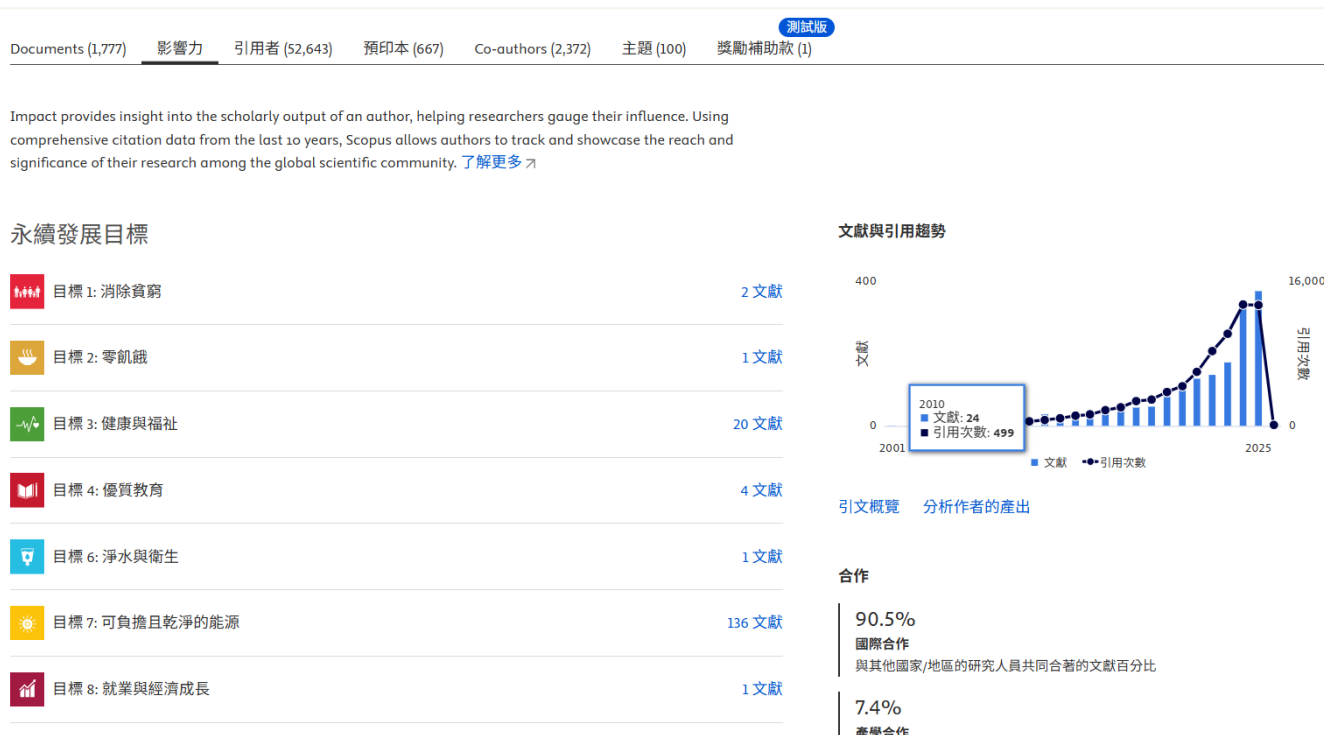 測試版
Documents (1,777) 影響力 引用者 (52,643) 預印本 (667) Co-authors (2,372) 主題 (100) 獎勵補助款 (1)
Impact provides insight into the scholarly output of an author, helping researchers gauge their influence. Using
comprehensive citation data from the last 10 years, Scopus allows authors to track and showcase the reach and
significance of their research among the global scientific community. 了解更多
永續發展目標
目標 1: 消除貧窮 2 文獻
目標 2: 零飢餓 1 文獻
目標 3: 健康與福祉 20 文獻
目標 4: 優質教育 4 文獻
目標 6: 淨水與衛生 1 文獻
目標 7: 可負擔且乾淨的能源 136 文獻
目標 8: 就業與經濟成長 1 文獻
文獻與引用趨勢
400 16,000
文獻
引用次數
2010
文獻: 24
引用次數: 499
0 0
2001 2025
文獻 引用次數
引文概覽 分析作者的產出
合作
90.5%
國際合作
與其他國家/地區的研究人員共同合著的文獻百分比
7.4%
產學合作